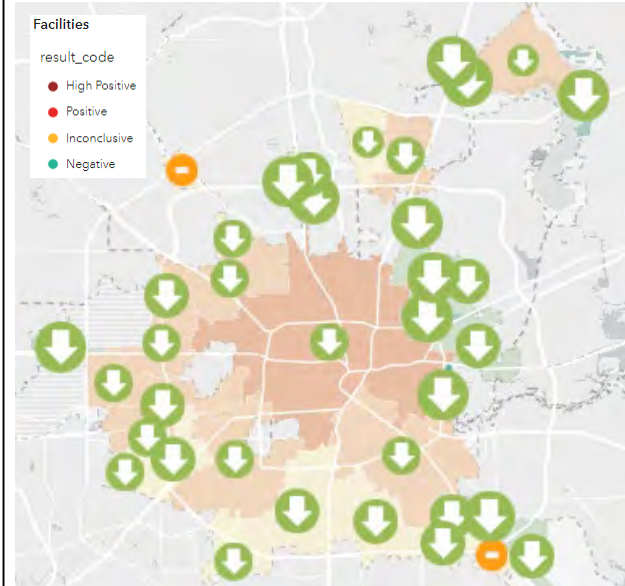 Facilities
result_code
High Positive
Positive
Inconclusive
Negative